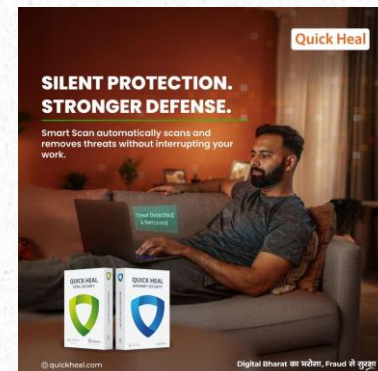 Quick Heal
SILENT PROTECTION.
STRONGER DEFENSE.
Smart Scan automatically scans and
removes threats without interrupting your
work.
Threat Detected
& Removed
QUICK HEAL
TOTAL SECURITY
QUICK HEAL
INTERNET SECURITY
quickheal.com
Digital Bharat का भरोसा, Fraud से सुरक्षा